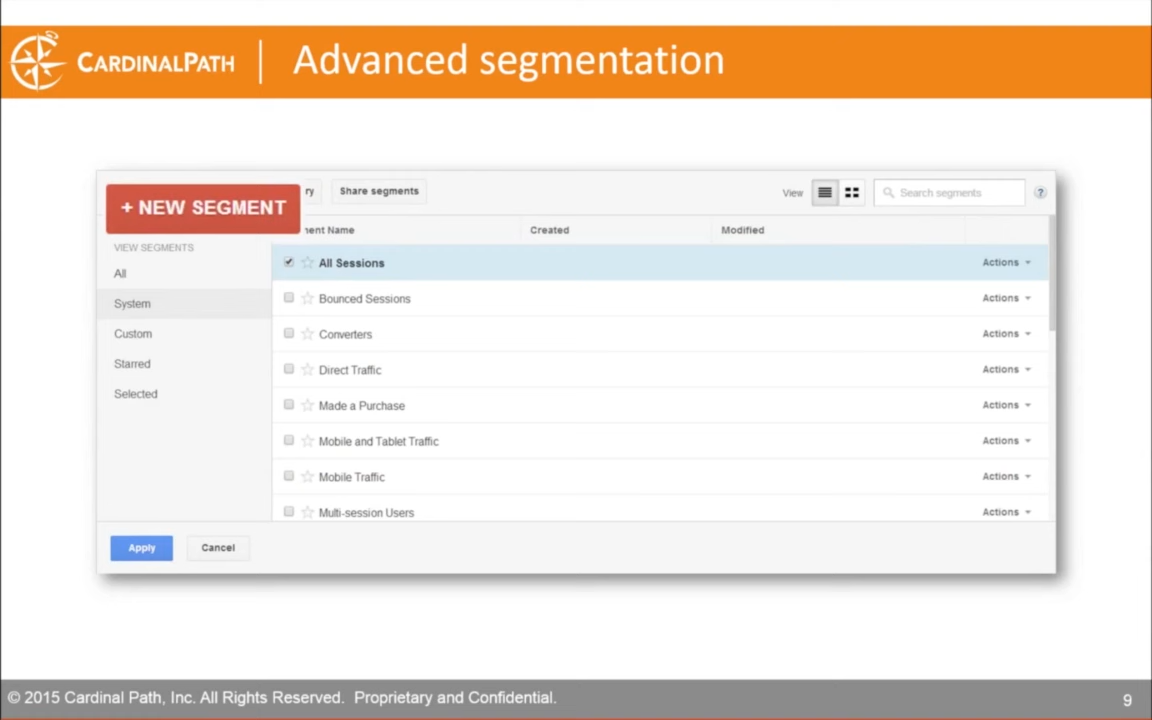 CARDINALPATH
Advanced segmentation
+ NEW SEGMENT
ry
Share segments
View
Search segments
?
ment Name
Created
Modified
VIEW SEGMENTS
All
System
Custom
Starred
Selected
All Sessions
Actions
Bounced Sessions
Actions
Converters
Actions
Direct Traffic
Actions
Made a Purchase
Actions
Mobile and Tablet Traffic
Actions
Mobile Traffic
Actions
Multi-session Users
Actions
Apply
Cancel
© 2015 Cardinal Path, Inc. All Rights Reserved. Proprietary and Confidential.
9